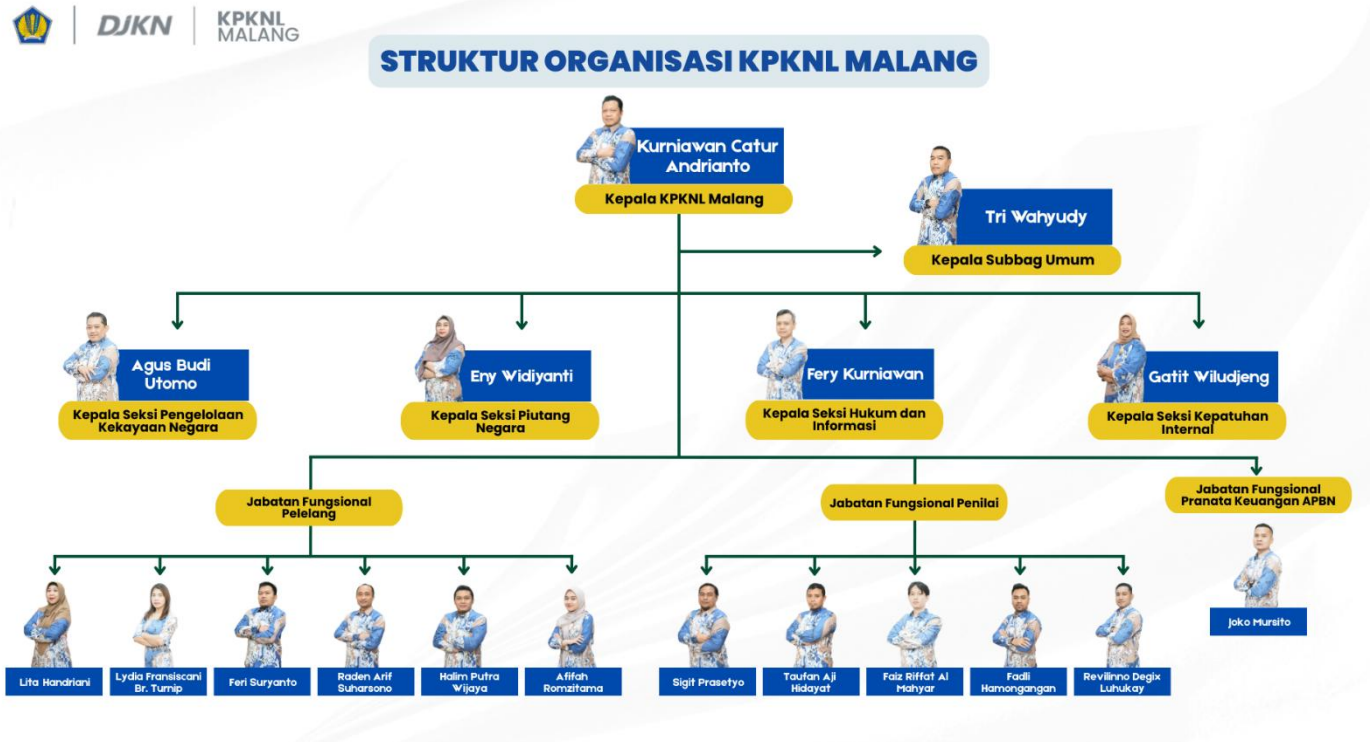 DJKN
KPKNL
MALANG
STRUKTUR ORGANISASI KPKNL MALANG
Kurniawan Catur
Andrianto
Kepala KPKNL Malang
Tri Wahyudy
Kepala Subbag Umum
Agus Budi
Utomo
Kepala Seksi Pengelolaan
Kekayaan Negara
Eny Widiyanti
Kepala Seksi Piutang
Negara
Fery Kurniawan
Kepala Seksi Hukum dan
Informasi
Gatit Wiludjeng
Kepala Seksi Kepatuhan
Internal
Jabatan Fungsional
Pelelang
Jabatan Fungsional Penilai
Jabatan Fungsional
Pranata Keuangan APBN
Joko Mursito
Lita Handriani
Lydia Fransiscani
Br. Turnip
Feri Suryanto
Raden Arif
Suharsono
Halim Putra
Wijaya
Afifah
Romzitama
Sigit Prasetyo
Taufan Aji
Hidayat
Faiz Riffat Al
Mahyar
Fadli
Hamongangan
Revilinno Degix
Luhukay